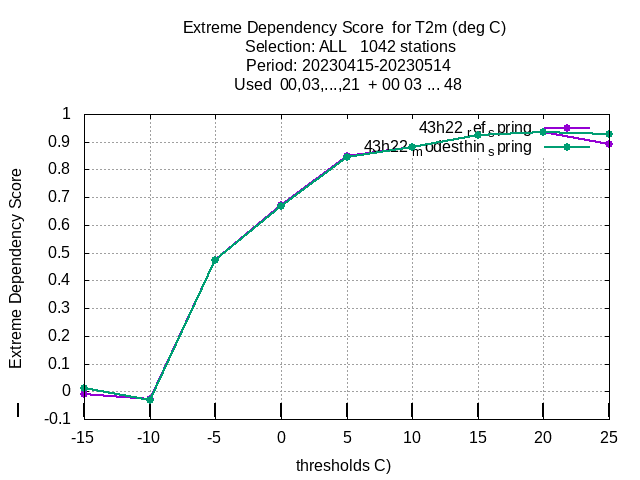 Extreme Dependency Score  for T2m (deg C)
Selection: ALL   1042 stations
Period: 20230415-20230514
Used  00,03,...,21  + 00 03 ... 48
43h22_ref_spring
43h22_modesthin_spring
Extreme Dependency Score
1
0.9
0.8
0.7
0.6
0.5
0.4
0.3
0.2
0.1
0
-0.1
-15 -10 -5 0 5 10 15 20 25
thresholds C)